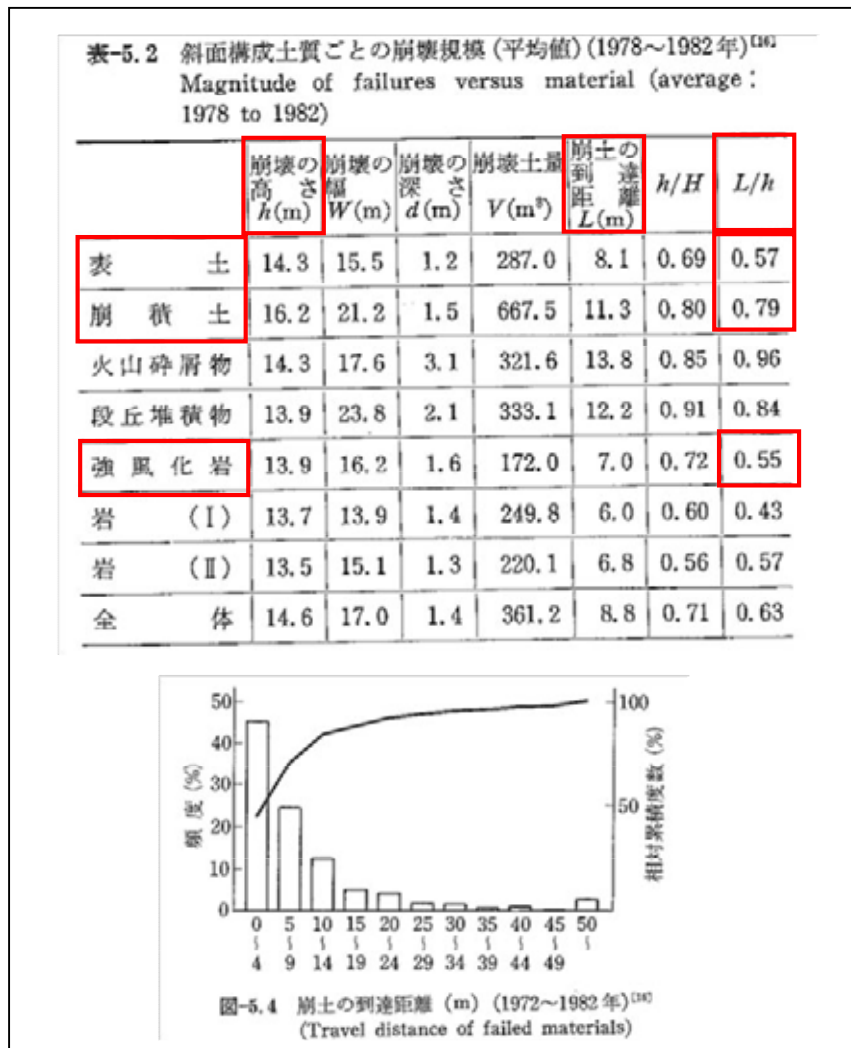 表-5.2 斜面構成土質ごとの崩壊規模(平均値)(1978〜1982年)[16]
Magnitude of failures versus material (average:
1978 to 1982)
崩壊の高さh(m) 崩壊の幅W(m) 崩壊の深さd(m) 崩壊土量V(m³) 崩土の到達距離L(m) h/H L/h
表土 14.3 15.5 1.2 287.0 8.1 0.69 0.57
崩積土 16.2 21.2 1.5 667.5 11.3 0.80 0.79
火山砕屑物 14.3 17.6 3.1 321.6 13.8 0.85 0.96
段丘堆積物 13.9 23.8 2.1 333.1 12.2 0.91 0.84
強風化岩 13.9 16.2 1.6 172.0 7.0 0.72 0.55
岩(I) 13.7 13.9 1.4 249.8 6.0 0.60 0.43
岩(II) 13.5 15.1 1.3 220.1 6.8 0.56 0.57
全体 14.6 17.0 1.4 361.2 8.8 0.71 0.63
頻度(%)
50
40
30
20
10
0
100
50
相対累積度数(%)
0 5 10 15 20 25 30 35 40 45 50
〜 〜 〜 〜 〜 〜 〜 〜 〜 〜 〜
4 9 14 19 24 29 34 39 44 49
図-5.4 崩土の到達距離(m)(1972〜1982年)
(Travel distance of failed materials)